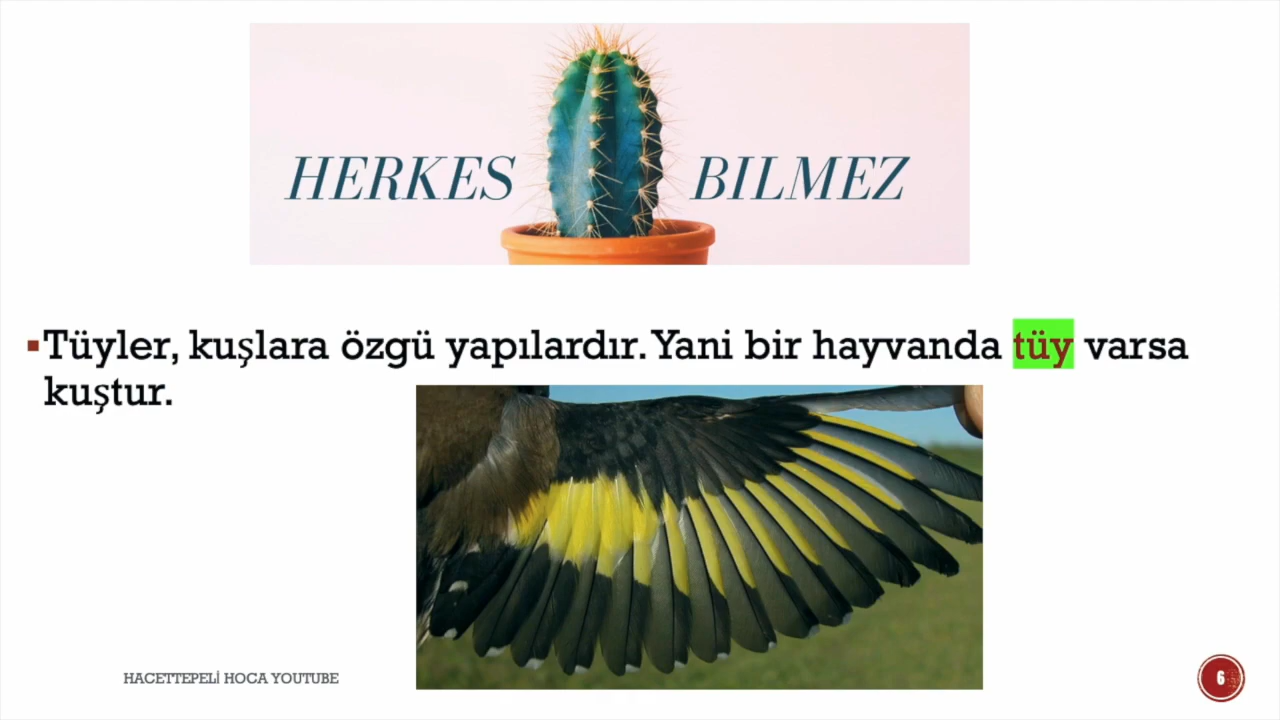 HERKES BILMEZ
Tüyler, kuşlara özgü yapılardır. Yani bir hayvanda tüy varsa
kuştur.
HACETTEPELİ HOCA YOUTUBE
6